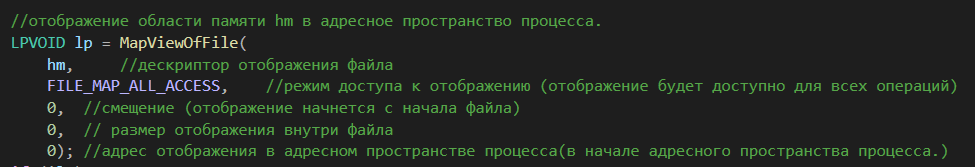 //отображение области памяти hm в адресное пространство процесса.
LPVOID lp = MapViewOfFile(
hm, //дескриптор отображения файла
FILE_MAP_ALL_ACCESS, //режим доступа к отображению (отображение будет доступно для всех операций)
0, //смещение (отображение начнется с начала файла)
0, // размер отображения внутри файла
0); //адрес отображения в адресном пространстве процесса(в начале адресного пространства процесса.)